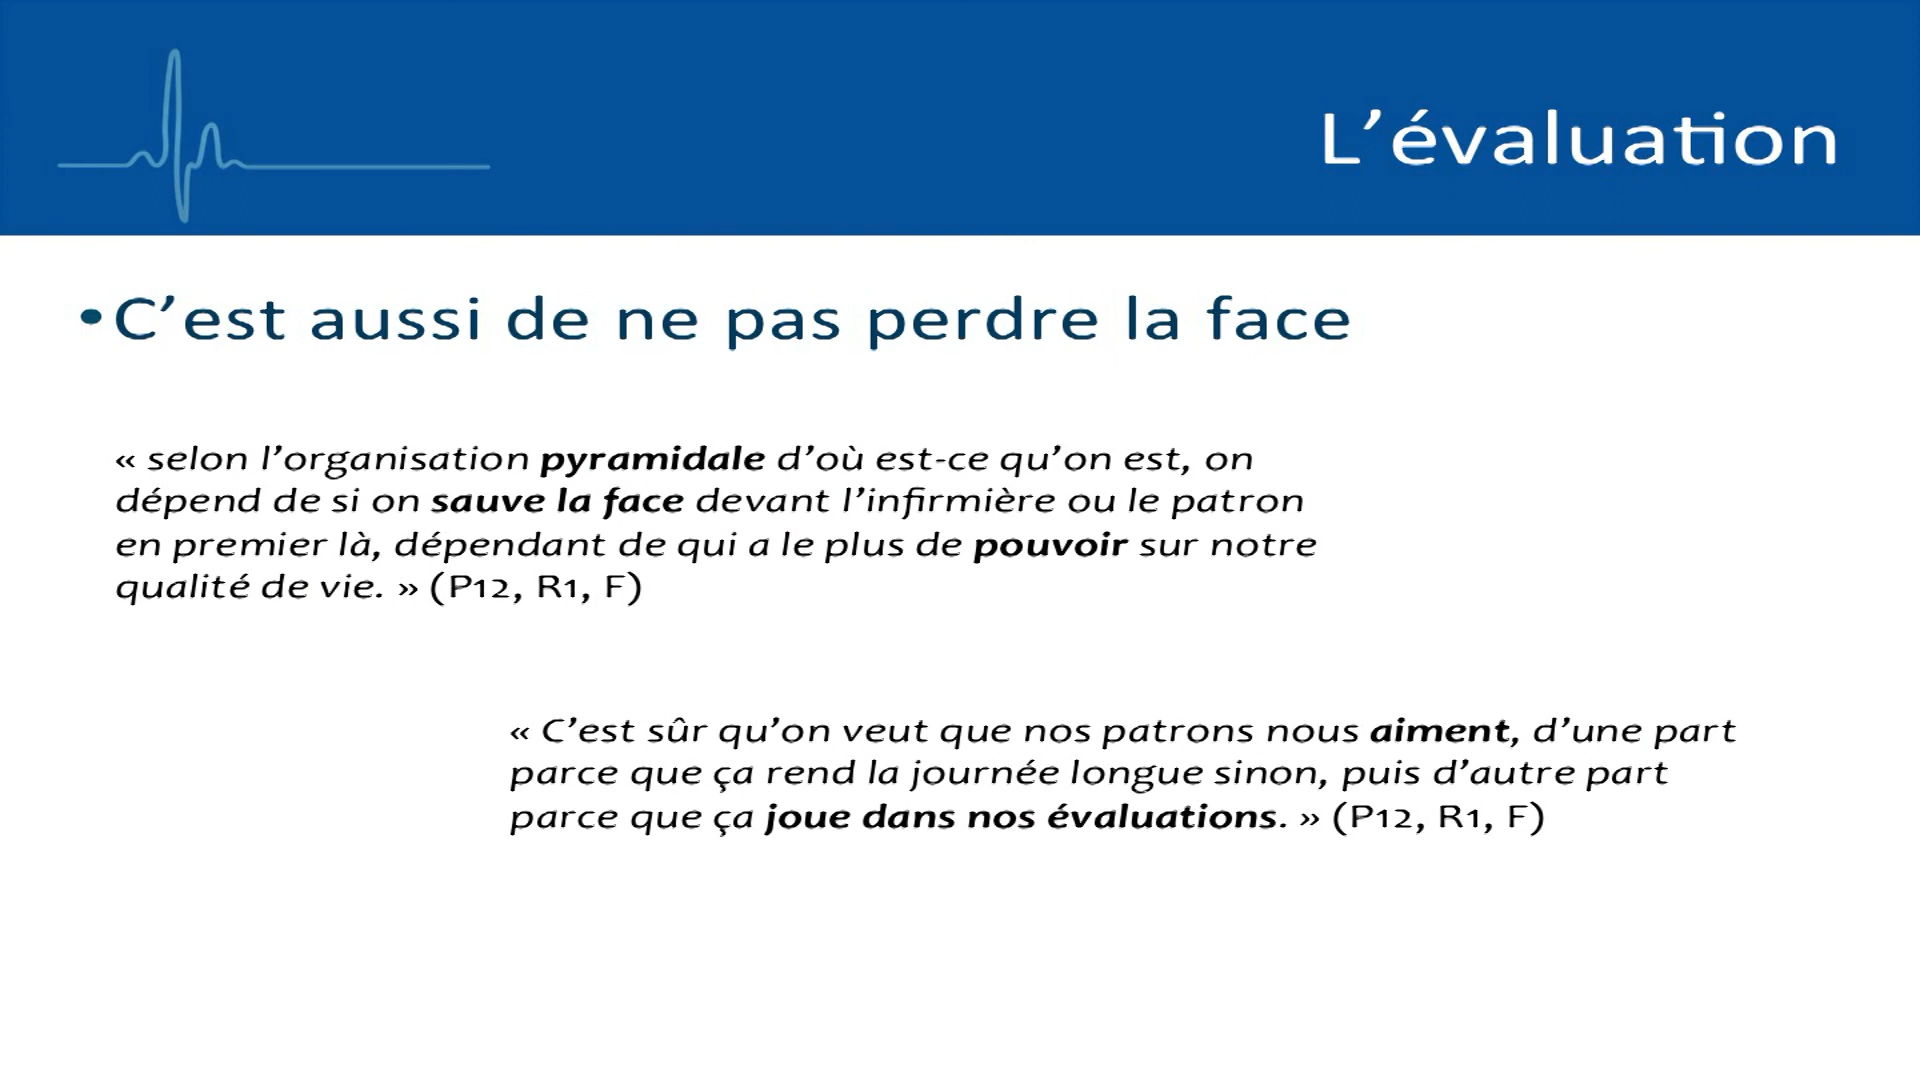 L’évaluation
•C’est aussi de ne pas perdre la face
« selon l’organisation pyramidale d’où est-ce qu’on est, on
dépend de si on sauve la face devant l’infirmière ou le patron
en premier là, dépendant de qui a le plus de pouvoir sur notre
qualité de vie. » (P12, R1, F)
« C’est sûr qu’on veut que nos patrons nous aiment, d’une part
parce que ça rend la journée longue sinon, puis d’autre part
parce que ça joue dans nos évaluations. » (P12, R1, F)